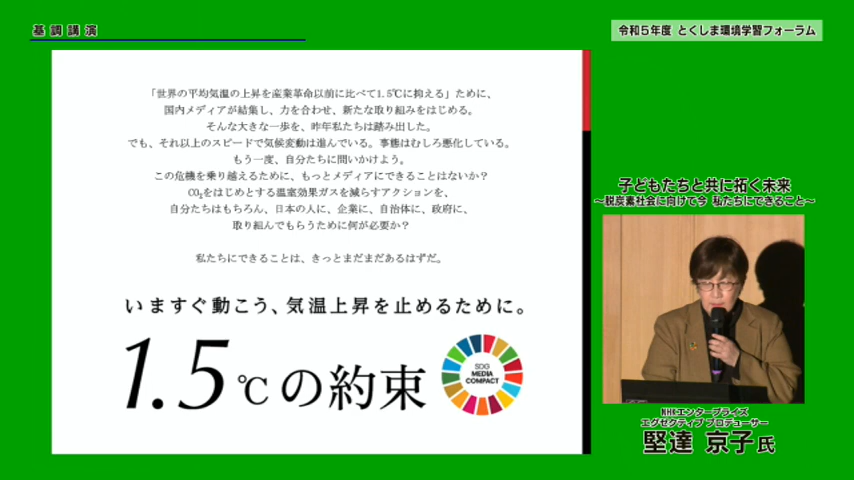 基調講演
令和5年度 とくしま環境学習フォーラム
「世界の平均気温の上昇を産業革命以前に比べて1.5℃に抑える」ために、
国内メディアが結集し、力を合わせ、新たな取り組みをはじめる。
そんな大きな一歩を、昨年私たちは踏み出した。
でも、それ以上のスピードで気候変動は進んでいる。事態はむしろ悪化している。
もう一度、自分たちに問いかけよう。
この危機を乗り越えるために、もっとメディアにできることはないか？
CO₂をはじめとする温室効果ガスを減らすアクションを、
自分たちはもちろん、日本の人に、企業に、自治体に、政府に、
取り組んでもらうために何が必要か？
私たちにできることは、きっとまだまだあるはずだ。
いますぐ動こう、気温上昇を止めるために。
1.5℃の約束
SDG
MEDIA
COMPACT
子どもたちと共に拓く未来
～脱炭素社会に向けて今 私たちにできること～
NHKエンタープライズ
エグゼクティブ プロデューサー
堅達 京子 氏